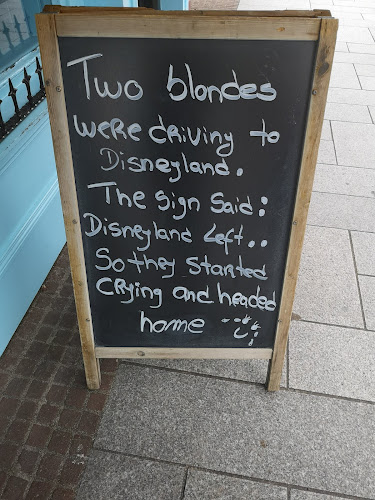 Two blondes
were driving to
Disneyland.
The sign said:
Disneyland Left..
So they started
crying and headed
home